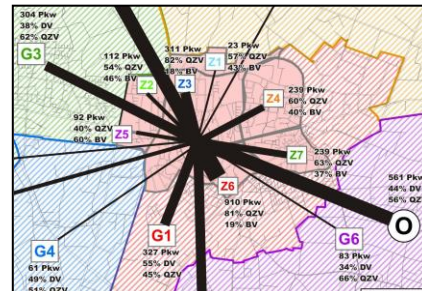 304 Pkw
38% DV
62% QZV
G3
112 Pkw
54% QZV
46% BV
Z2
311 Pkw
82% QZV
18% BV
Z3
23 Pkw
57% QZV
43% BV
Z1
239 Pkw
60% QZV
40% BV
Z4
92 Pkw
40% QZV
60% BV
Z5
239 Pkw
63% QZV
37% BV
Z7
Z6
810 Pkw
81% QZV
19% BV
561 Pkw
44% DV
56% QZV
O
G1
327 Pkw
55% DV
45% QZV
G4
61 Pkw
49% DV
51% QZV
G6
83 Pkw
34% DV
66% QZV